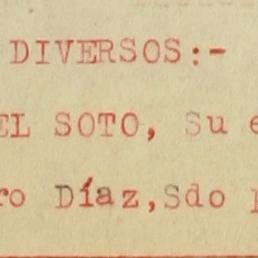 DIVERSOS:-
EL SOTO, Su e
ro Díaz,Sdo p